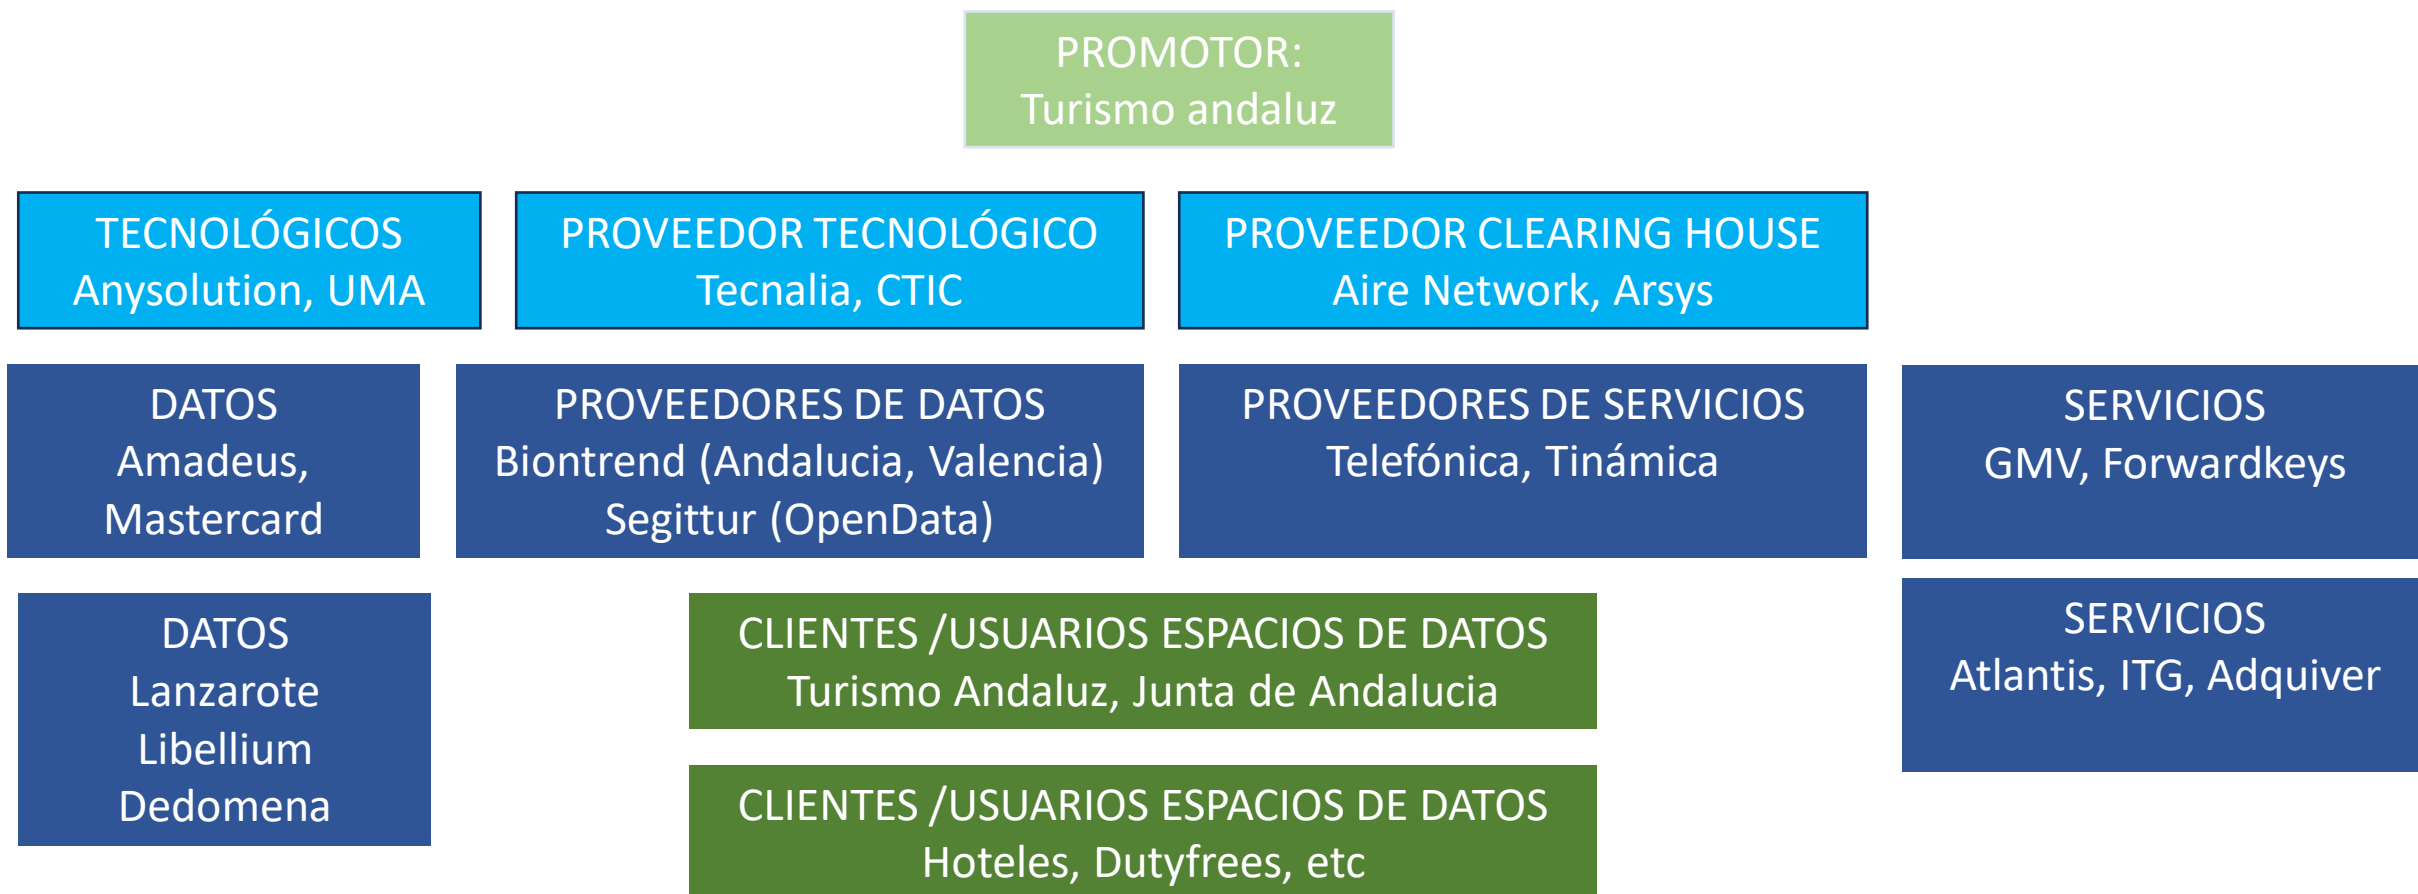 PROMOTOR:
Turismo andaluz
TECNOLÓGICOS
Anysolution, UMA
PROVEEDOR TECNOLÓGICO
Tecnalia, CTIC
PROVEEDOR CLEARING HOUSE
Aire Network, Arsys
DATOS
Amadeus,
Mastercard
PROVEEDORES DE DATOS
Biontrend (Andalucia, Valencia)
Segittur (OpenData)
PROVEEDORES DE SERVICIOS
Telefónica, Tinámica
SERVICIOS
GMV, Forwardkeys
DATOS
Lanzarote
Libellium
Dedomena
CLIENTES /USUARIOS ESPACIOS DE DATOS
Turismo Andaluz, Junta de Andalucia
SERVICIOS
Atlantis, ITG, Adquiver
CLIENTES /USUARIOS ESPACIOS DE DATOS
Hoteles, Dutyfrees, etc